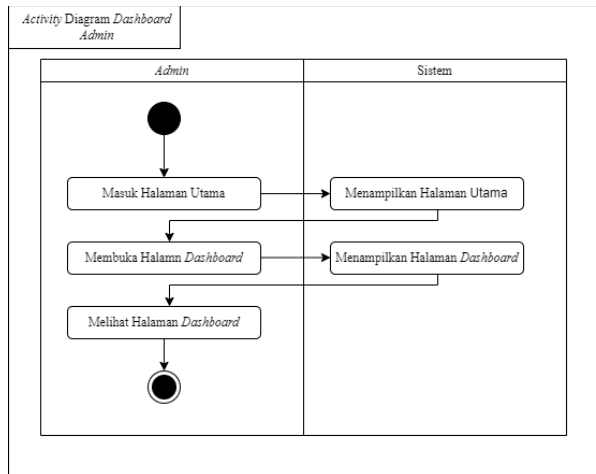 Activity Diagram Dashboard
Admin
Admin
Sistem
Masuk Halaman Utama
Menampilkan Halaman Utama
Membuka Halamn Dashboard
Menampilkan Halaman Dashboard
Melihat Halaman Dashboard